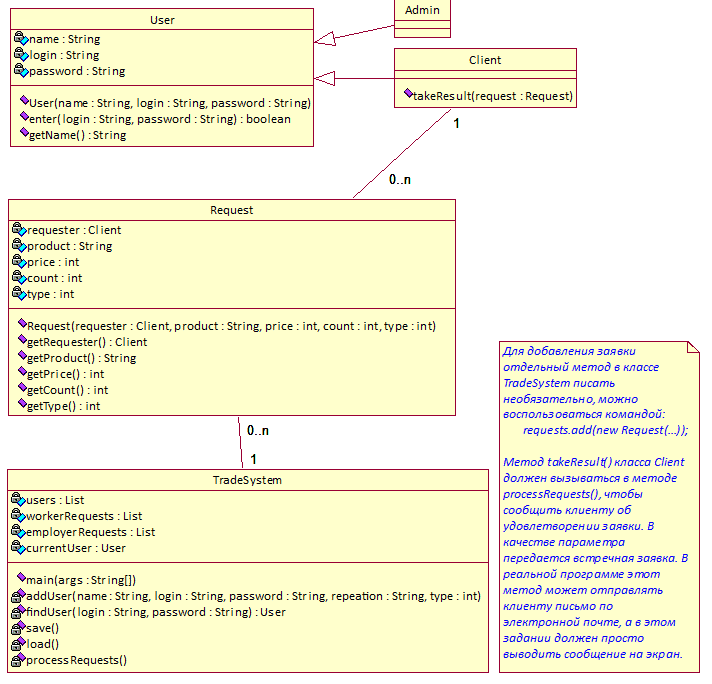 User
name : String
login : String
password : String
User(name : String, login : String, password : String)
enter(login : String, password : String) : boolean
getName() : String
Admin
Client
takeResult(request : Request)
1
0..n
Request
requester : Client
product : String
price : int
count : int
type : int
Request(requester : Client, product : String, price : int, count : int, type : int)
getRequester() : Client
getProduct() : String
getPrice() : int
getCount() : int
getType() : int
0..n
1
TradeSystem
users : List
workerRequests : List
employerRequests : List
currentUser : User
main(args : String[])
addUser(name : String, login : String, password : String, repeation : String, type : int)
findUser(login : String, password : String) : User
save()
load()
processRequests()
Для добавления заявки
отдельный метод в классе
TradeSystem писать
необязательно, можно
воспользоваться командой:
requests.add(new Request(...));
Метод takeResult() класса Client
должен вызываться в методе
processRequests(), чтобы
сообщить клиенту об
удовлетворении заявки. В
качестве параметра
передается встречная заявка. В
реальной программе этот
метод может отправлять
клиенту письмо по
электронной почте, а в этом
задании должен просто
выводить сообщение на экран.